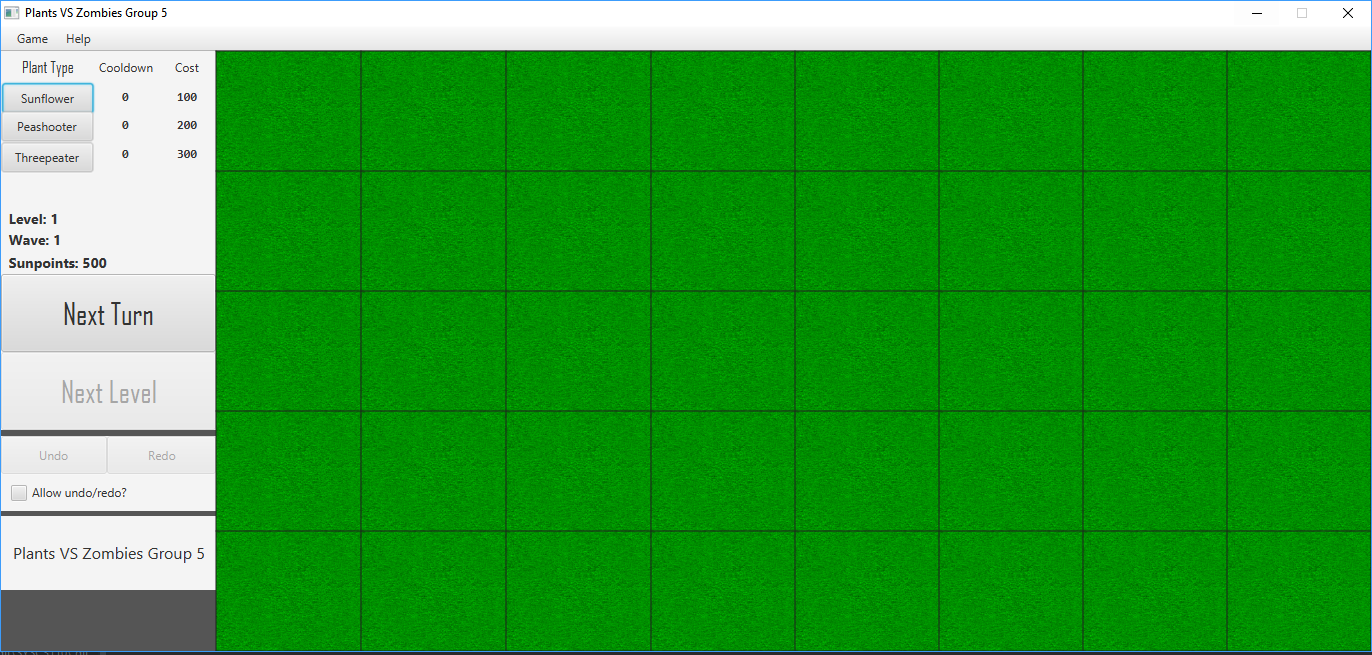 Plants VS Zombies Group 5
Game Help
Plant Type Cooldown Cost
Sunflower 0 100
Peashooter 0 200
Threepeater 0 300
Level: 1
Wave: 1
Sunpoints: 500
Next Turn
Next Level
Undo Redo
Allow undo/redo?
Plants VS Zombies Group 5